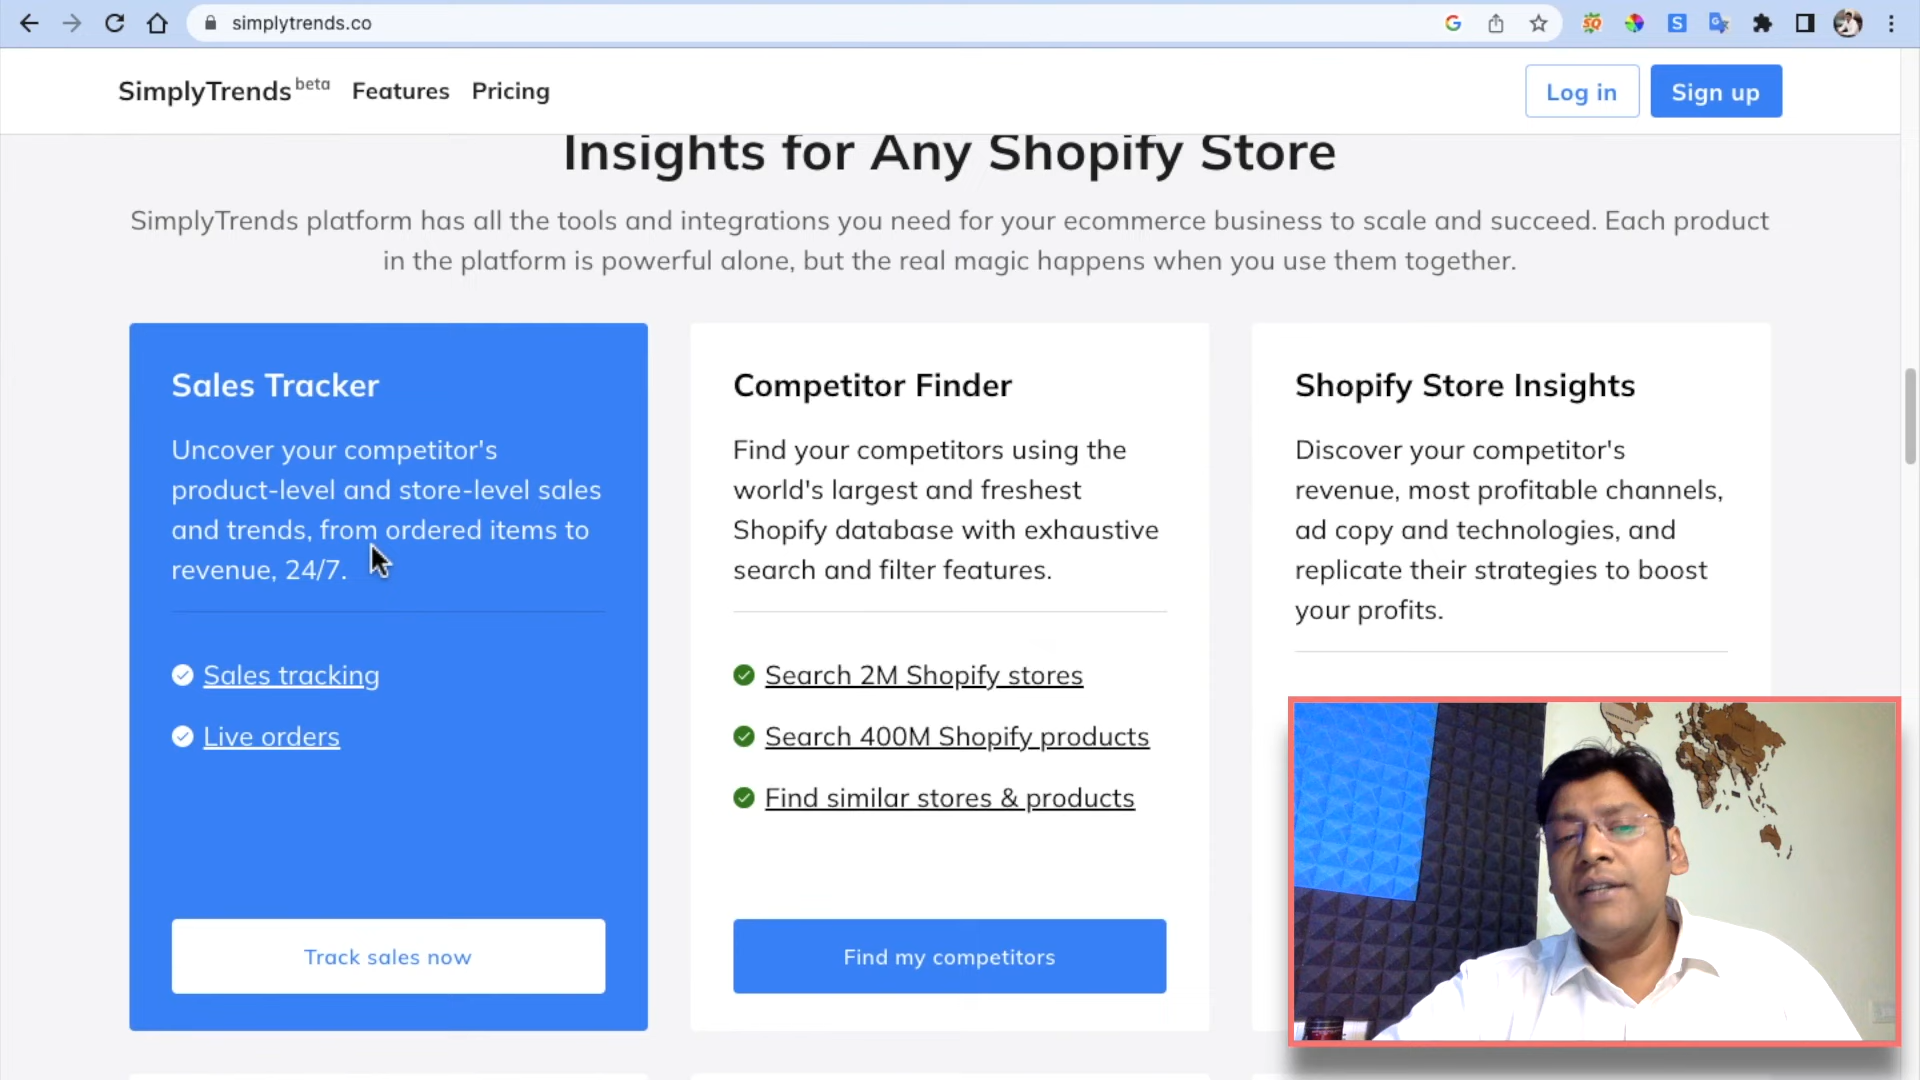 simplytrends.co
SimplyTrends beta Features Pricing
Log in Sign up
Insights for Any Shopify Store
SimplyTrends platform has all the tools and integrations you need for your ecommerce business to scale and succeed. Each product
in the platform is powerful alone, but the real magic happens when you use them together.
Sales Tracker
Uncover your competitor's
product-level and store-level sales
and trends, from ordered items to
revenue, 24/7.
Sales tracking
Live orders
Track sales now
Competitor Finder
Find your competitors using the
world's largest and freshest
Shopify database with exhaustive
search and filter features.
Search 2M Shopify stores
Search 400M Shopify products
Find similar stores & products
Find my competitors
Shopify Store Insights
Discover your competitor's
revenue, most profitable channels,
ad copy and technologies, and
replicate their strategies to boost
your profits.